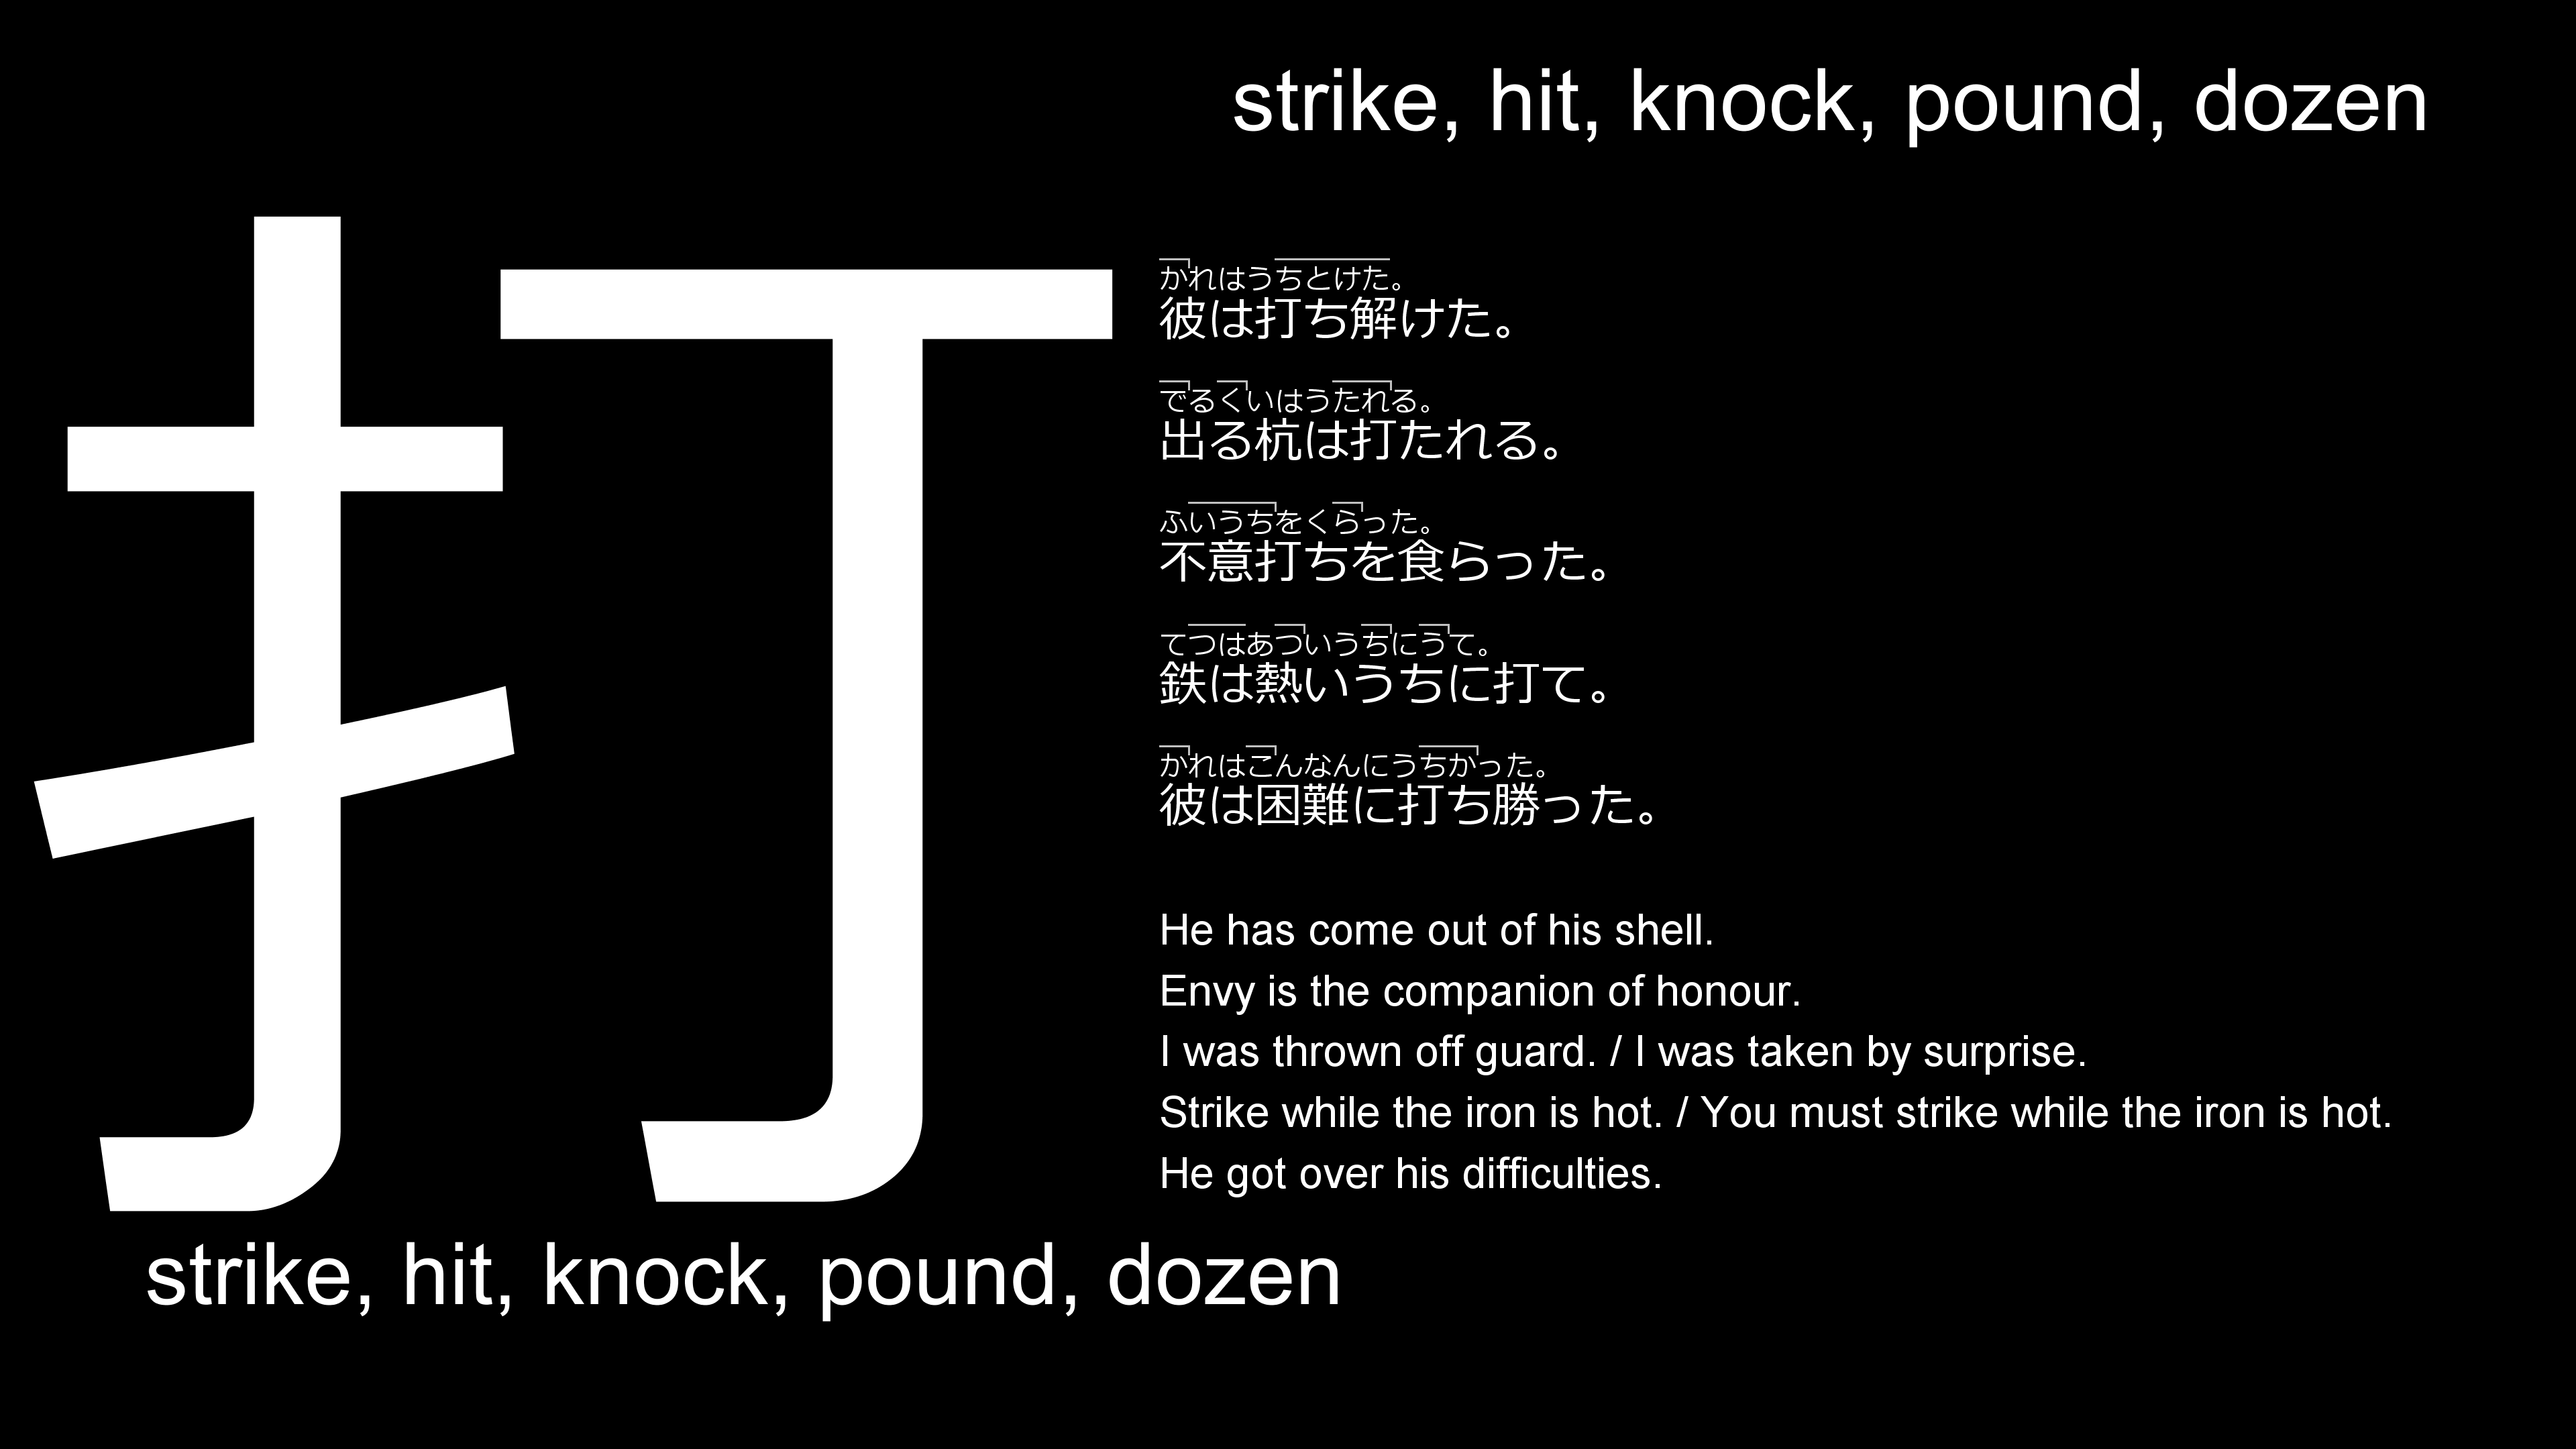 strike, hit, knock, pound, dozen
打
かれはうちとけた。
彼は打ち解けた。
でるくいはうたれる。
出る杭は打たれる。
ふいうちをくらった。
不意打ちを食らった。
てつはあついうちにうて。
鉄は熱いうちに打て。
かれはこんなんにうちかった。
彼は困難に打ち勝った。
He has come out of his shell.
Envy is the companion of honour.
I was thrown off guard. / I was taken by surprise.
Strike while the iron is hot. / You must strike while the iron is hot.
He got over his difficulties.
strike, hit, knock, pound, dozen